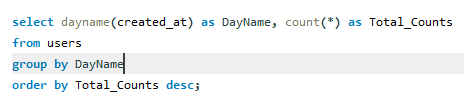 select dayname(created_at) as DayName, count(*) as Total_Counts
from users
group by DayName
order by Total_Counts desc;